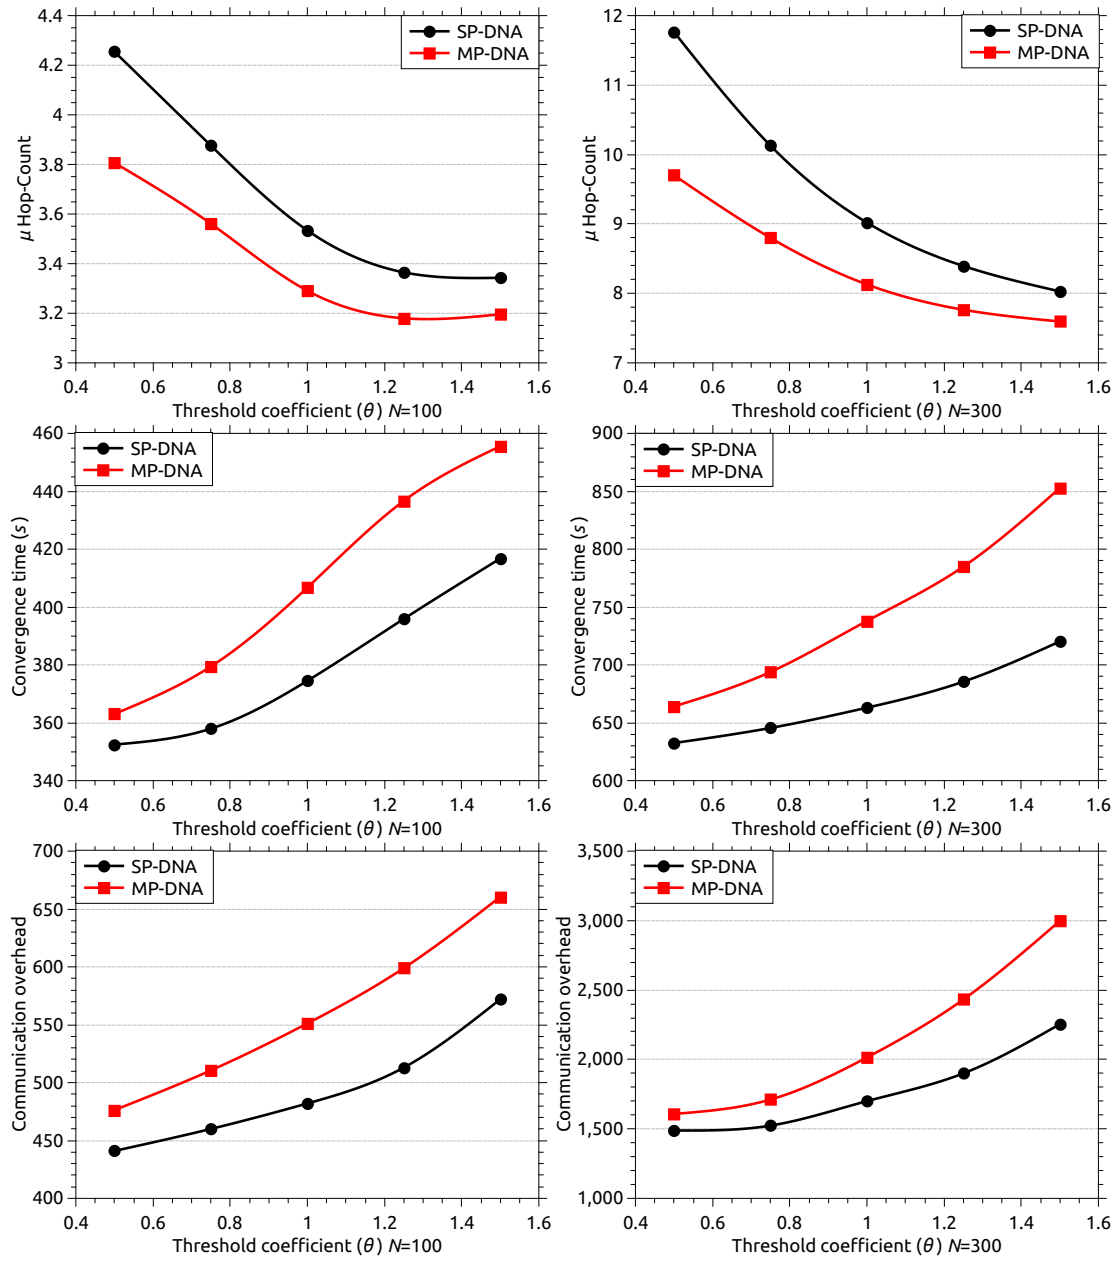 4.4
4.2
4
3.8
3.6
3.4
3.2
3
μ Hop-Count
SP-DNA
MP-DNA
0.4 0.6 0.8 1 1.2 1.4 1.6
Threshold coefficient (θ) N=100
12
11
10
9
8
7
μ Hop-Count
SP-DNA
MP-DNA
0.4 0.6 0.8 1 1.2 1.4 1.6
Threshold coefficient (θ) N=300
460
440
420
400
380
360
340
Convergence time (s)
SP-DNA
MP-DNA
0.4 0.6 0.8 1 1.2 1.4 1.6
Threshold coefficient (θ) N=100
900
850
800
750
700
650
600
Convergence time (s)
SP-DNA
MP-DNA
0.4 0.6 0.8 1 1.2 1.4 1.6
Threshold coefficient (θ) N=300
700
650
600
550
500
450
400
Communication overhead
SP-DNA
MP-DNA
0.4 0.6 0.8 1 1.2 1.4 1.6
Threshold coefficient (θ) N=100
3,500
3,000
2,500
2,000
1,500
1,000
Communication overhead
SP-DNA
MP-DNA
0.4 0.6 0.8 1 1.2 1.4 1.6
Threshold coefficient (θ) N=300